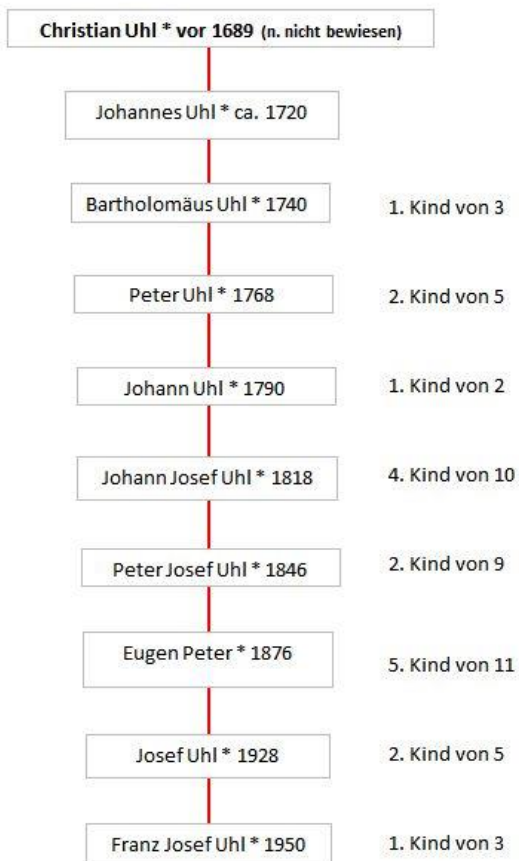 Christian Uhl * vor 1689 (n. nicht bewiesen)
Johannes Uhl * ca. 1720
Bartholomäus Uhl * 1740 1. Kind von 3
Peter Uhl * 1768 2. Kind von 5
Johann Uhl * 1790 1. Kind von 2
Johann Josef Uhl * 1818 4. Kind von 10
Peter Josef Uhl * 1846 2. Kind von 9
Eugen Peter * 1876 5. Kind von 11
Josef Uhl * 1928 2. Kind von 5
Franz Josef Uhl * 1950 1. Kind von 3